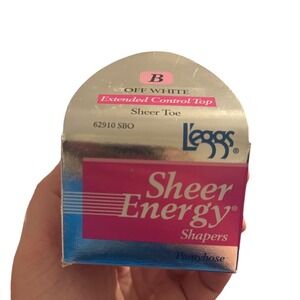 B
OFF WHITE
Extended Control Top
Sheer Toe
62910 SBO
L'eggs®
Sheer
Energy®
Shapers
Pantyhose